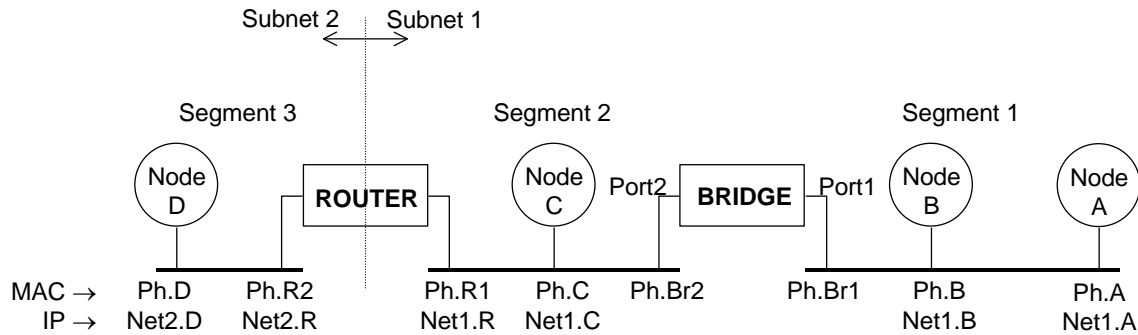 Subnet 2 Subnet 1
Segment 3 Segment 2 Segment 1
Node D
ROUTER
Node C
Port2
BRIDGE
Port1
Node B
Node A
MAC → Ph.D Ph.R2 Ph.R1 Ph.C Ph.Br2 Ph.Br1 Ph.B Ph.A
IP → Net2.D Net2.R Net1.R Net1.C Net1.B Net1.A